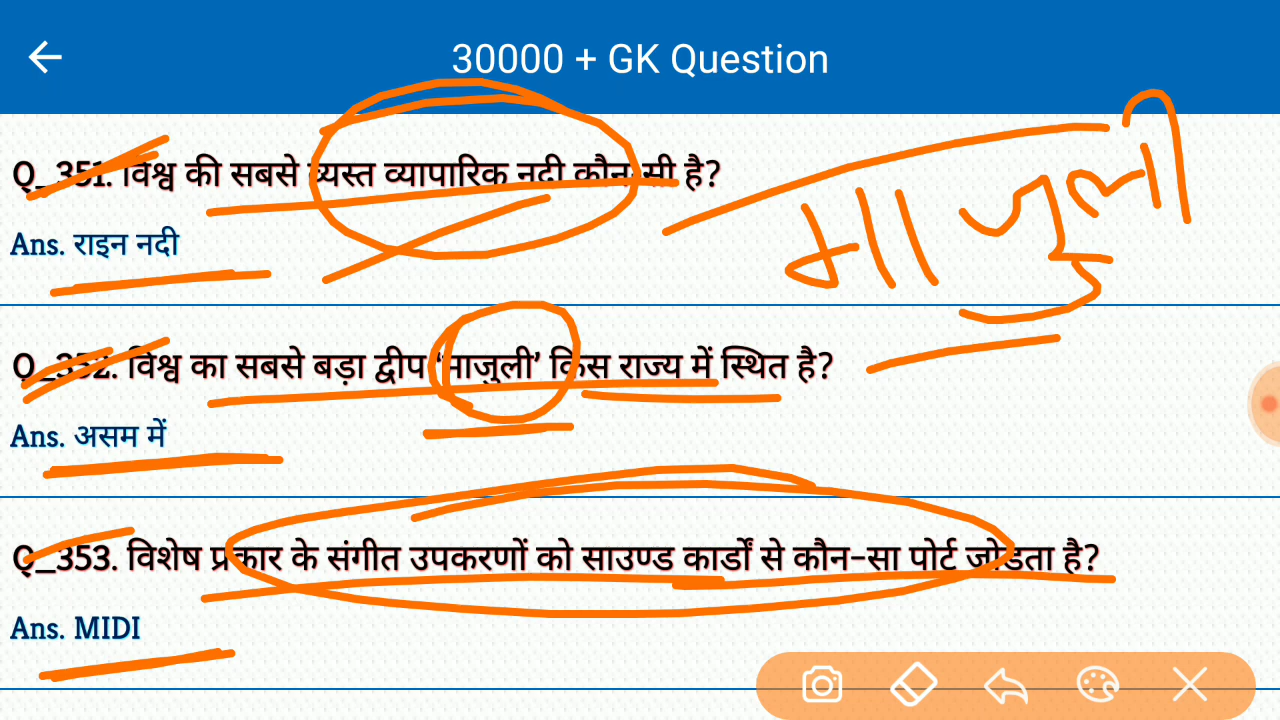 30000 + GK Question
Q_351. विश्व की सबसे व्यस्त व्यापारिक नदी कौन-सी है?
Ans. राइन नदी
माजुली
Q_352. विश्व का सबसे बड़ा द्वीप 'माजुली' किस राज्य में स्थित है?
Ans. असम में
Q_353. विशेष प्रकार के संगीत उपकरणों को साउण्ड कार्डों से कौन-सा पोर्ट जोडता है?
Ans. MIDI